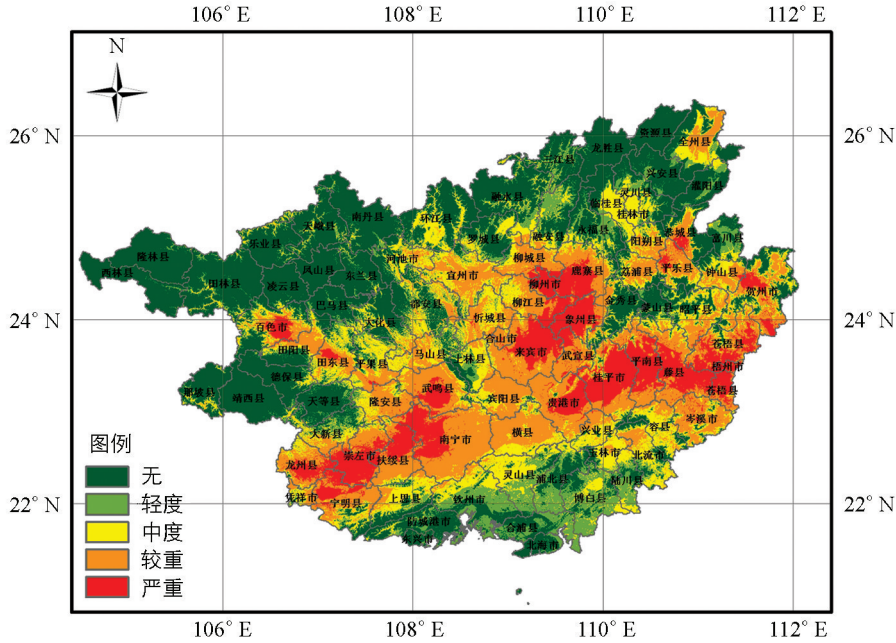 106° E 108° E 110° E 112° E
N
26° N 26° N
资源县
全州县
龙胜县
三江县
兴安县
灌阳县
融水县
灵川县
临桂县
桂林市
南丹县
天峨县
环江县
恭城县
永福县
融安县
罗城县
阳朔县
富川县
乐业县
隆林县
西林县
河池市
柳城县
宜州市
鹿寨县
荔浦县
平乐县
钟山县
凤山县
东兰县
田林县
凌云县
柳州市
贺州市
巴马县
都安县
柳江县
金秀县
蒙山县
昭平县
24° N 24° N
大化县
忻城县
象州县
百色市
合山市
苍梧县
田阳县
马山县
上林县
来宾市
武宣县
平南县
田东县
平果县
藤县
梧州市
德保县
桂平市
那坡县
靖西县
天等县
隆安县
武鸣县
宾阳县
贵港市
苍梧县
岑溪市
大新县
南宁市
横县
兴业县
容县
图例
龙州县
崇左市
扶绥县
玉林市
北流市
无
灵山县
浦北县
陆川县
22° N 22° N
凭祥市
宁明县
上思县
钦州市
博白县
轻度
防城港市
合浦县
中度
东兴市
北海市
较重
严重
106° E 108° E 110° E 112° E